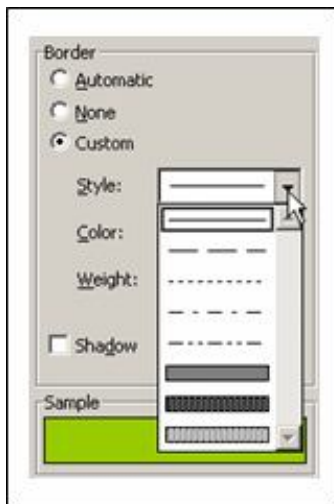 Border
Automatic
None
Custom
Style:
Color:
Weight:
Shadow
Sample